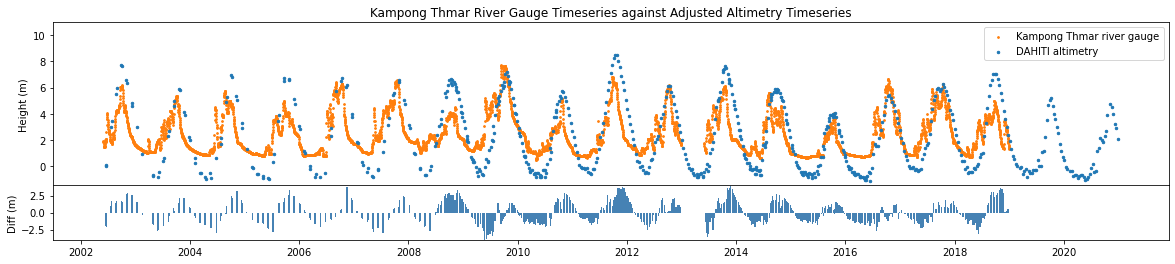 Kampong Thmar River Gauge Timeseries against Adjusted Altimetry Timeseries
Kampong Thmar river gauge
DAHITI altimetry
Height (m)
10
8
6
4
2
0
Diff (m)
2.5
0.0
−2.5
2002 2004 2006 2008 2010 2012 2014 2016 2018 2020